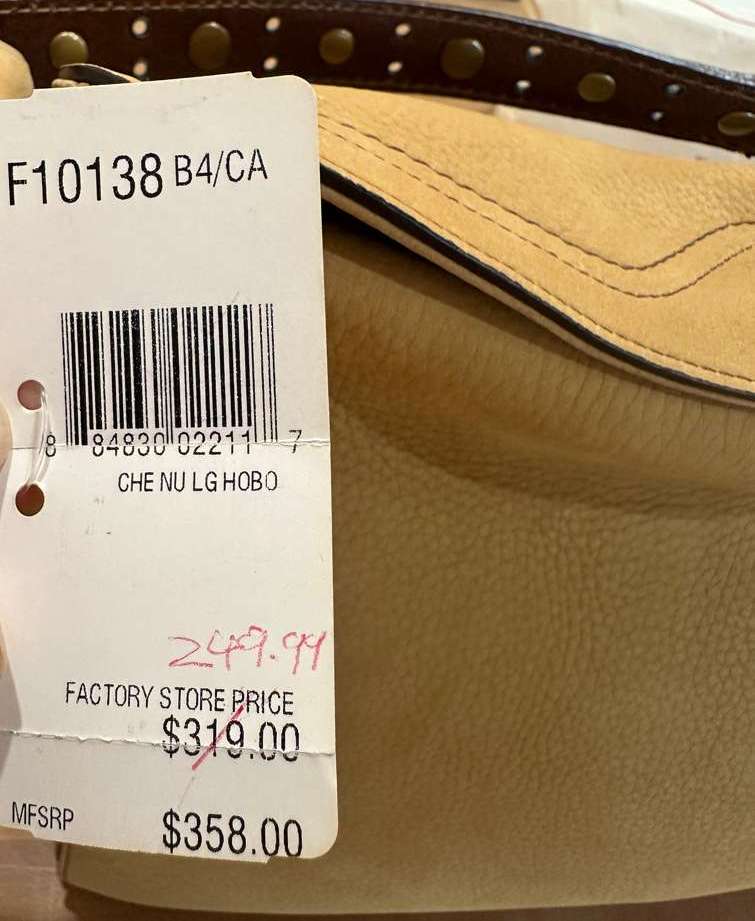 F10138 B4/CA
8 84830 02211 7
CHE NU LG HOBO
249.99
FACTORY STORE PRICE
$319.00
MFSRP
$358.00